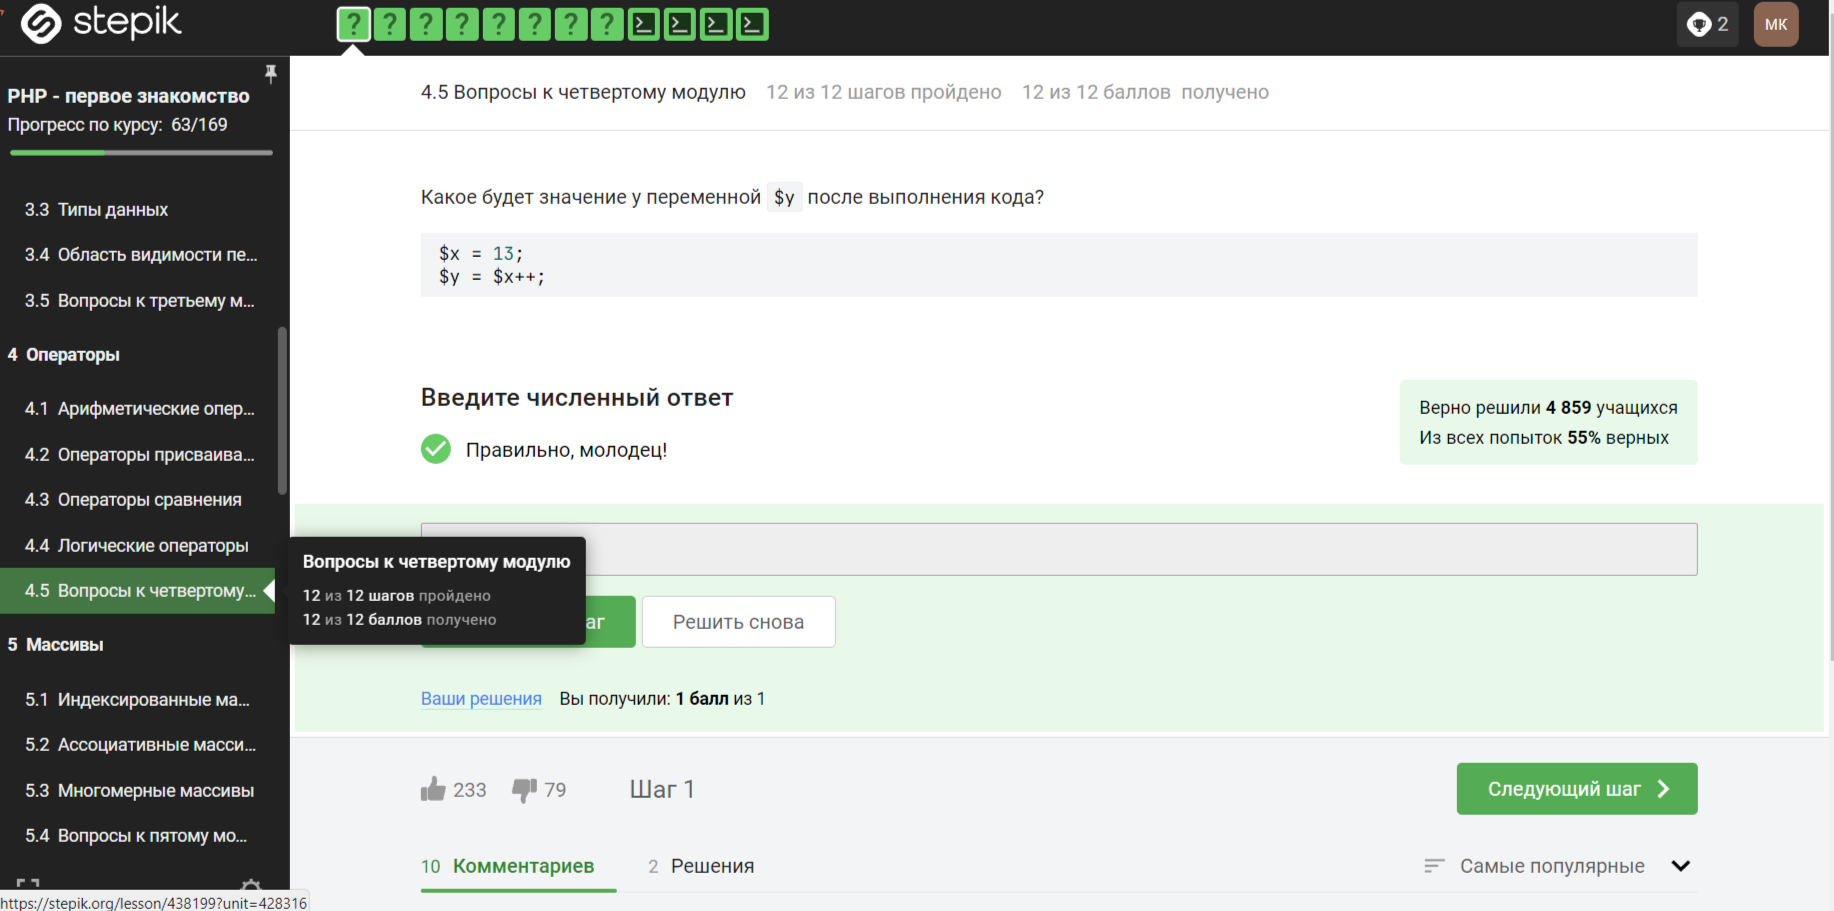 stepik
2
МК
PHP - первое знакомство
Прогресс по курсу: 63/169
3.3 Типы данных
3.4 Область видимости пе...
3.5 Вопросы к третьему м...
4 Операторы
4.1 Арифметические опер...
4.2 Операторы присваива...
4.3 Операторы сравнения
4.4 Логические операторы
4.5 Вопросы к четвертому...
5 Массивы
5.1 Индексированные ма...
5.2 Ассоциативные масси...
5.3 Многомерные массивы
5.4 Вопросы к пятому мо...
https://stepik.org/lesson/438199?unit=428316
4.5 Вопросы к четвертому модулю 12 из 12 шагов пройдено 12 из 12 баллов получено
Какое будет значение у переменной $y после выполнения кода?
$x = 13;
$y = $x++;
Введите численный ответ
Правильно, молодец!
Верно решили 4 859 учащихся
Из всех попыток 55% верных
Вопросы к четвертому модулю
12 из 12 шагов пройдено
12 из 12 баллов получено
аг
Решить снова
Ваши решения Вы получили: 1 балл из 1
233 79 Шаг 1
Следующий шаг
10 Комментариев 2 Решения
Самые популярные